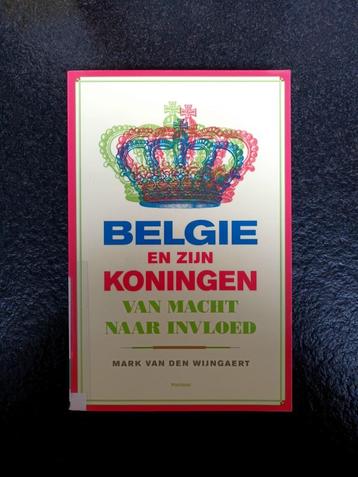 BELGIE
EN ZIJN
KONINGEN
VAN MACHT
NAAR INVLOED
MARK VAN DEN WIJNGAERT